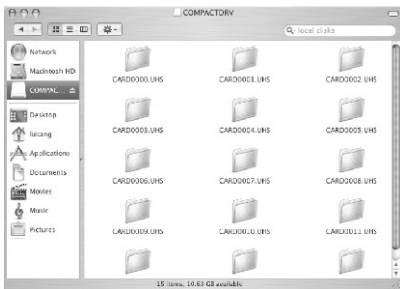 COMPACTDRV
local disks
Network
Macintosh HD
COMPAC...
Desktop
lukang
Applications
Documents
Movies
Music
Pictures
CARD0000.UHS CARD0001.UHS CARD0002.UHS
CARD0003.UHS CARD0004.UHS CARD0005.UHS
CARD0006.UHS CARD0007.UHS CARD0008.UHS
CARD0009.UHS CARD0010.UHS CARD0011.UHS
15 items, 10.63 GB available